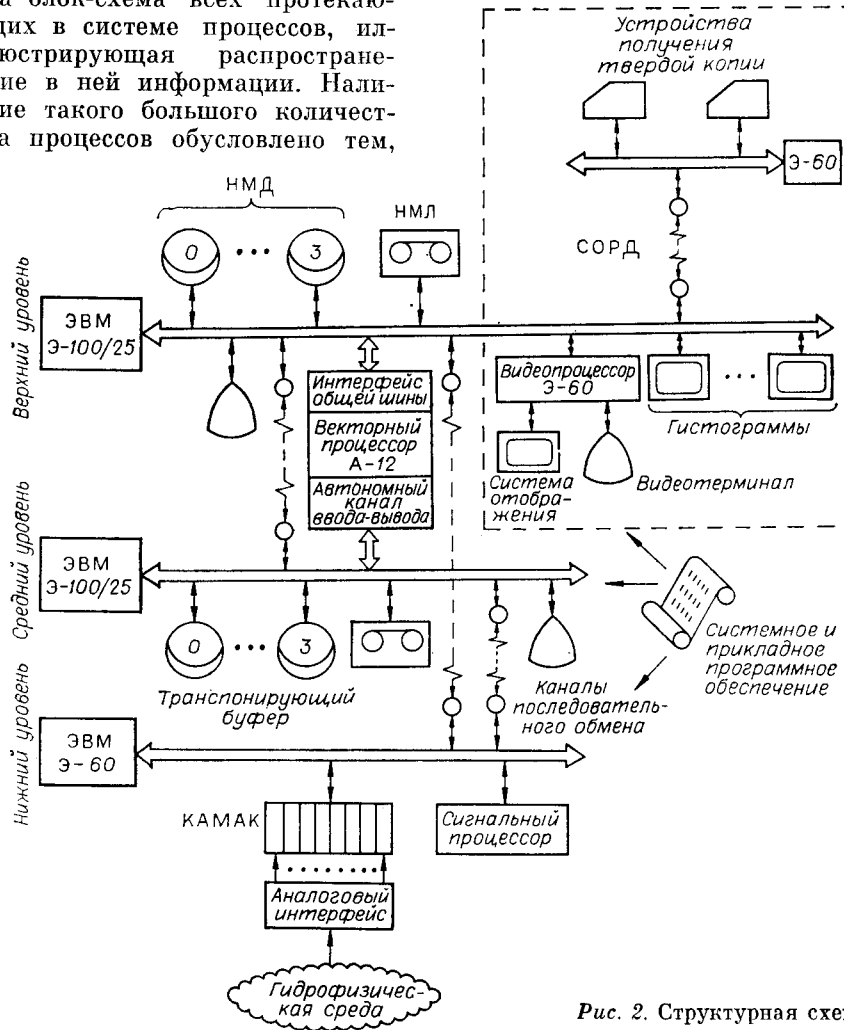 а блок-схема всех протекаю-
щих в системе процессов, ил-
юстрирующая распростране-
ие в ней информации. Нали-
ие такого большого количест-
а процессов обусловлено тем,
Устройства
получения
твердой копии
Э-60
СОРД
НМД
НМЛ
0 ... 3
Верхний уровень
ЭВМ
Э-100/25
Интерфейс
общей шины
Векторный
процессор
А-12
Автономный
канал
ввода-вывода
Видеопроцессор
Э-60
...
Гистограммы
Система
отобра-
жения
Видеотерминал
Средний уровень
ЭВМ
Э-100/25
0 ... 3
Транспонирующий
буфер
Каналы
последователь-
ного обмена
Системное и
прикладное
программное
обеспечение
Нижний уровень
ЭВМ
Э-60
КАМАК
Сигнальный
процессор
Аналоговый
интерфейс
Гидрофизичес-
кая среда
Рис. 2. Структурная схе